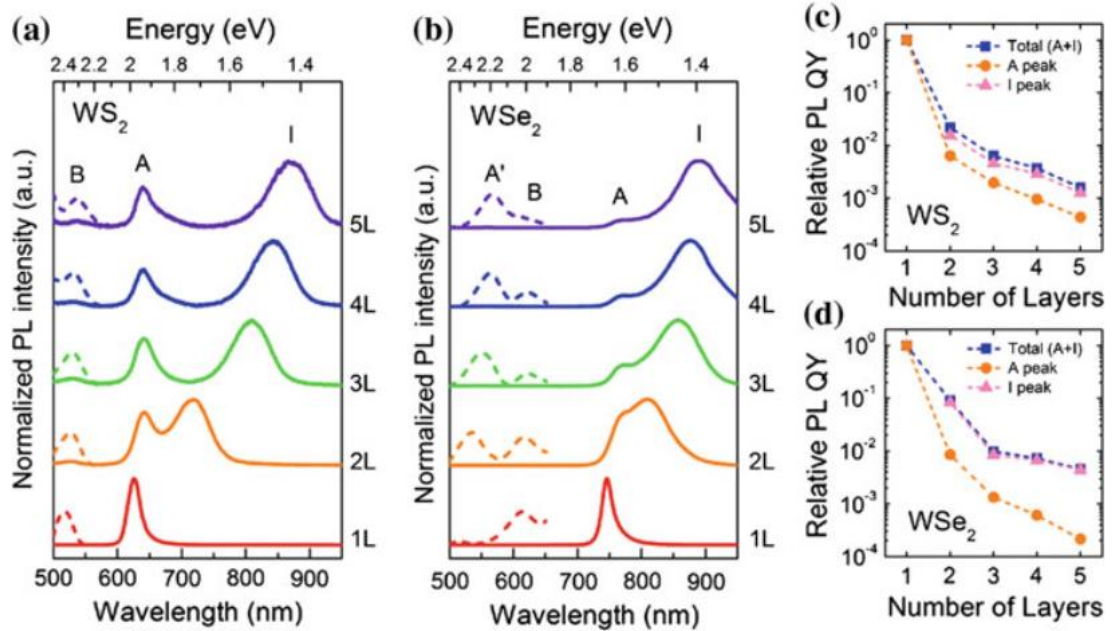 (a)
Energy (eV)
2.4 2.2 2 1.8 1.6 1.4
WS2
B
A
I
5L
4L
3L
2L
1L
Normalized PL intensity (a.u.)
500 600 700 800 900
Wavelength (nm)
(b)
Energy (eV)
2.4 2.2 2 1.8 1.6 1.4
WSe2
A'
B
A
I
5L
4L
3L
2L
1L
Normalized PL intensity (a.u.)
500 600 700 800 900
Wavelength (nm)
(c)
Relative PL QY
10^0
10^-1
10^-2
10^-3
10^-4
Total (A+I)
A peak
I peak
WS2
1 2 3 4 5
Number of Layers
(d)
Relative PL QY
10^0
10^-1
10^-2
10^-3
10^-4
Total (A+I)
A peak
I peak
WSe2
1 2 3 4 5
Number of Layers